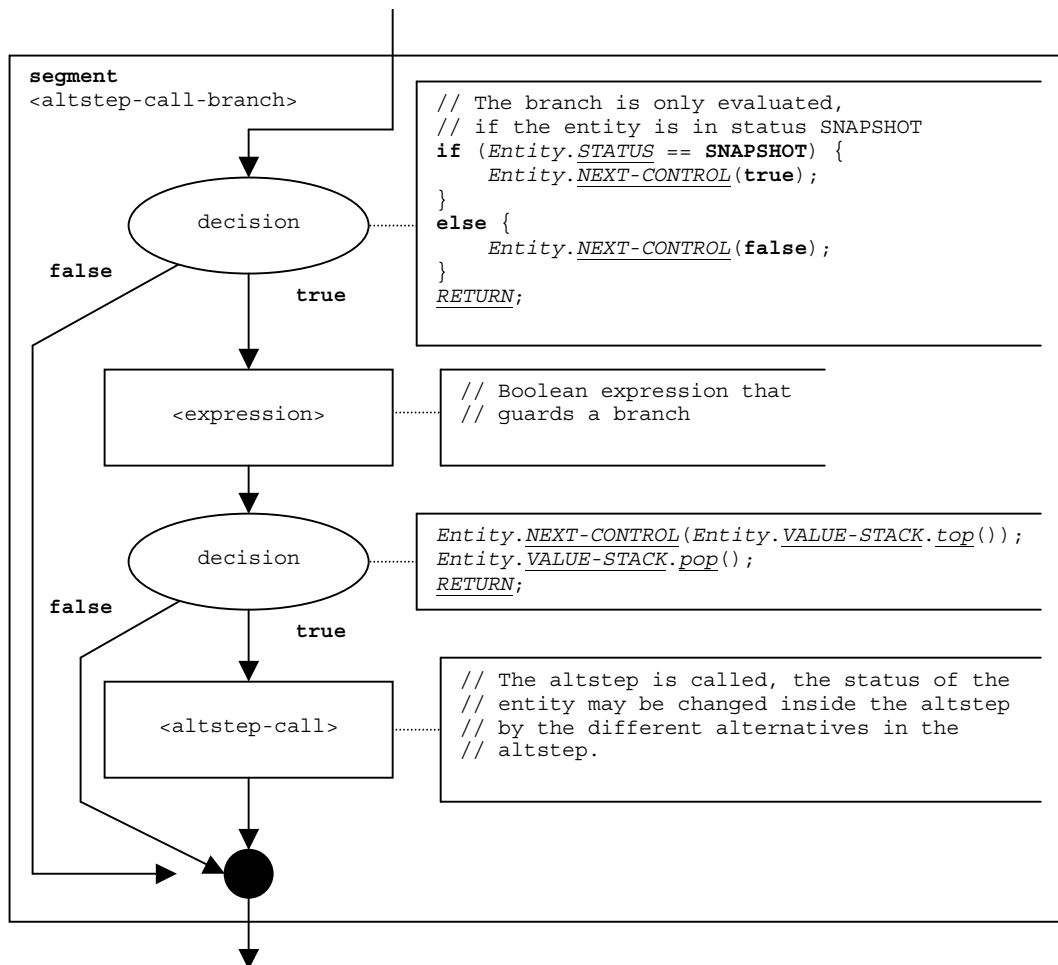 segment
<altstep-call-branch>
// The branch is only evaluated,
// if the entity is in status SNAPSHOT
if (Entity.STATUS == SNAPSHOT) {
Entity.NEXT-CONTROL(true);
}
else {
Entity.NEXT-CONTROL(false);
}
RETURN;
decision
false
true
<expression>
// Boolean expression that
// guards a branch
decision
Entity.NEXT-CONTROL(Entity.VALUE-STACK.top());
Entity.VALUE-STACK.pop();
RETURN;
false
true
<altstep-call>
// The altstep is called, the status of the
// entity may be changed inside the altstep
// by the different alternatives in the
// altstep.